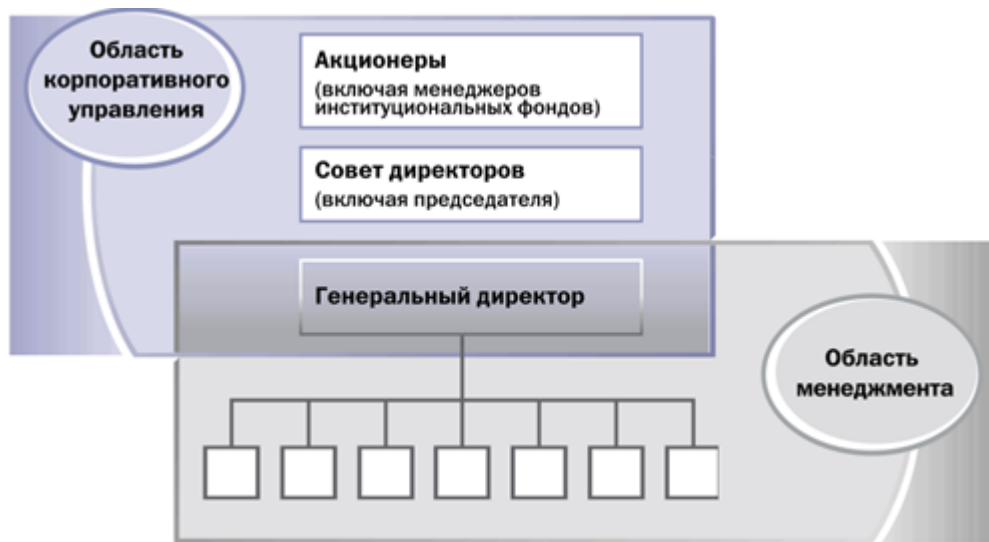 Область
корпоративного
управления
Акционеры
(включая менеджеров
институциональных фондов)
Совет директоров
(включая председателя)
Генеральный директор
Область
менеджмента